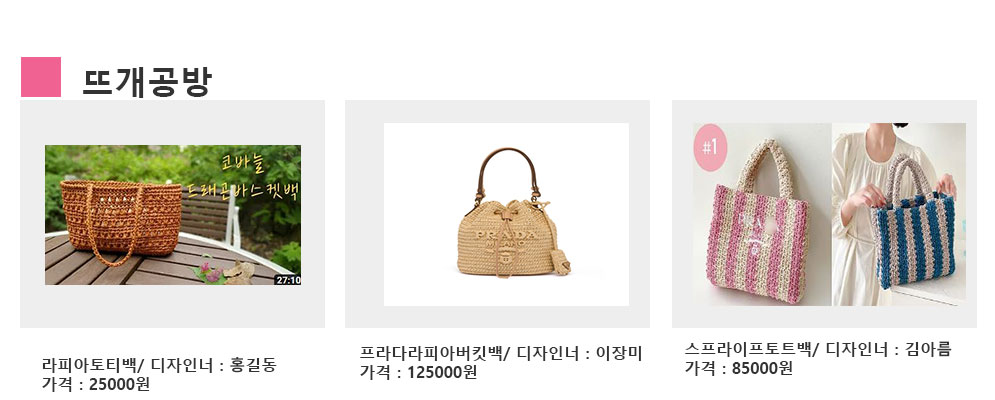 뜨개공방
코바늘
드래곤바스켓백
27:10
PRADA
MILANO
#1
라피아토티백/ 디자인너 : 홍길동
가격 : 25000원
프라다라피아버킷백/ 디자인너 : 이장미
가격 : 125000원
스프라이프토트백/ 디자인너 : 김아름
가격 : 85000원